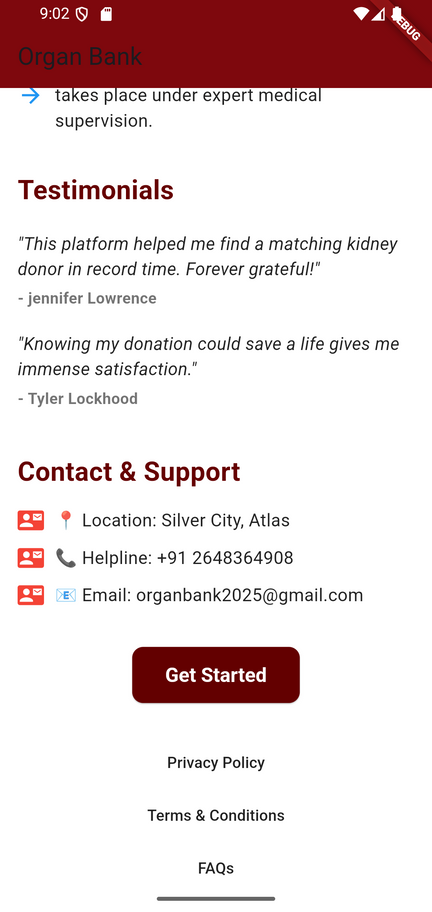 9:02
DEBUG
Organ Bank
takes place under expert medical
supervision.
Testimonials
"This platform helped me find a matching kidney
donor in record time. Forever grateful!"
- jennifer Lowrence
"Knowing my donation could save a life gives me
immense satisfaction."
- Tyler Lockhood
Contact & Support
📍 Location: Silver City, Atlas
📞 Helpline: +91 2648364908
📧 Email: organbank2025@gmail.com
Get Started
Privacy Policy
Terms & Conditions
FAQs